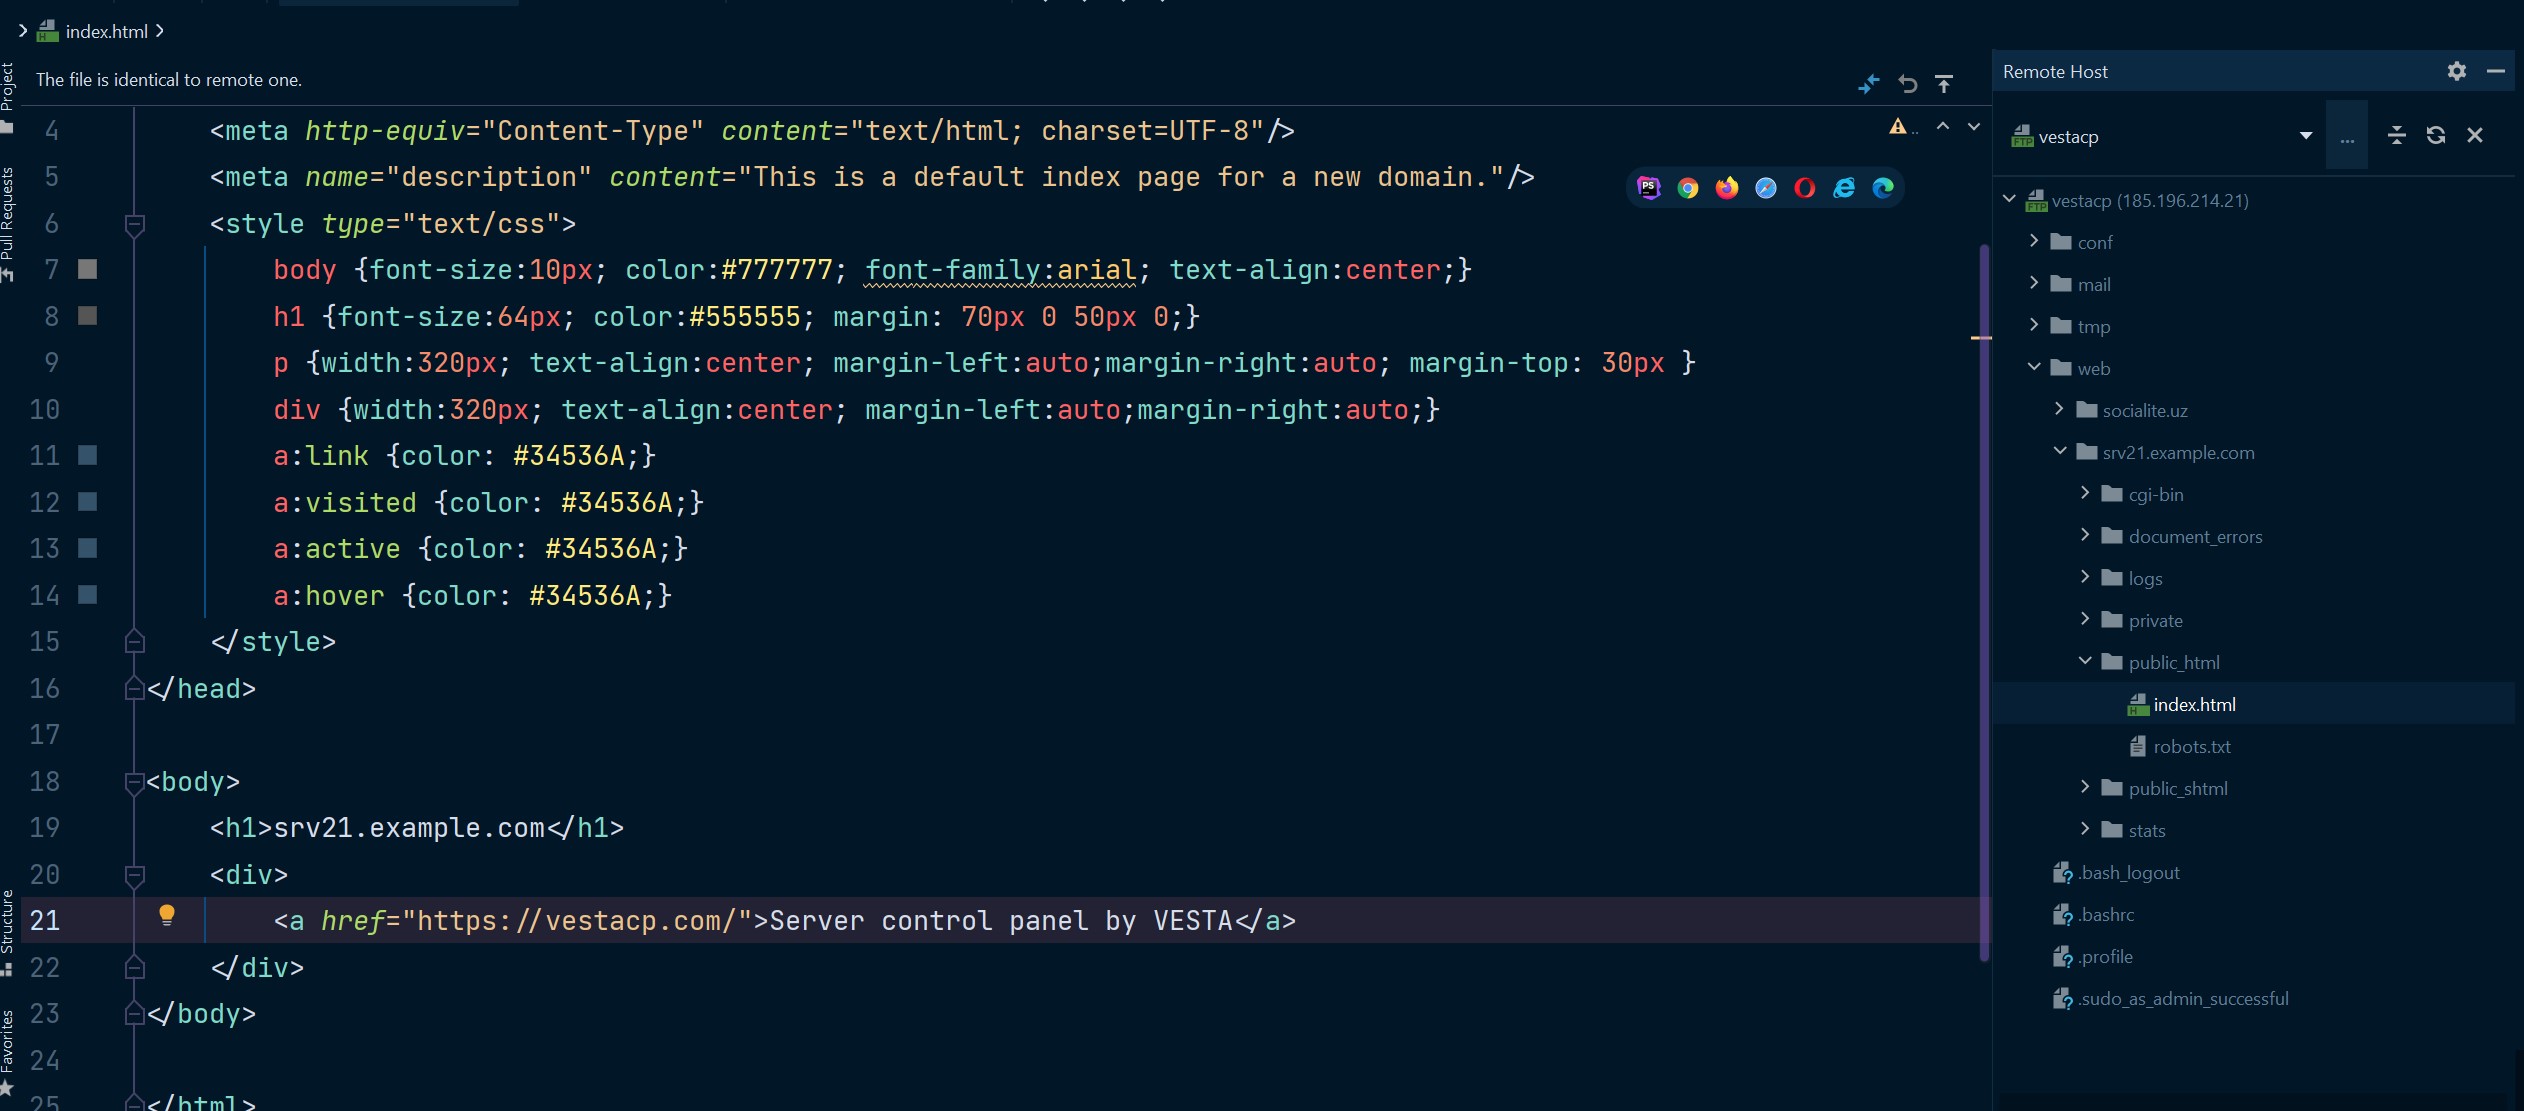 index.html
The file is identical to remote one.
Project
Pull Requests
Structure
Favorites
4 <meta http-equiv="Content-Type" content="text/html; charset=UTF-8"/>
5 <meta name="description" content="This is a default index page for a new domain."/>
6 <style type="text/css">
7 body {font-size:10px; color:#777777; font-family:arial; text-align:center;}
8 h1 {font-size:64px; color:#555555; margin: 70px 0 50px 0;}
9 p {width:320px; text-align:center; margin-left:auto;margin-right:auto; margin-top: 30px }
10 div {width:320px; text-align:center; margin-left:auto;margin-right:auto;}
11 a:link {color: #34536A;}
12 a:visited {color: #34536A;}
13 a:active {color: #34536A;}
14 a:hover {color: #34536A;}
15 </style>
16 </head>
17
18 <body>
19 <h1>srv21.example.com</h1>
20 <div>
21 <a href="https://vestacp.com/">Server control panel by VESTA</a>
22 </div>
23 </body>
24
25 </html>
Remote Host
FTP vestacp ...
FTP vestacp (185.196.214.21)
conf
mail
tmp
web
socialite.uz
srv21.example.com
cgi-bin
document_errors
logs
private
public_html
index.html
robots.txt
public_shtml
stats
.bash_logout
.bashrc
.profile
.sudo_as_admin_successful